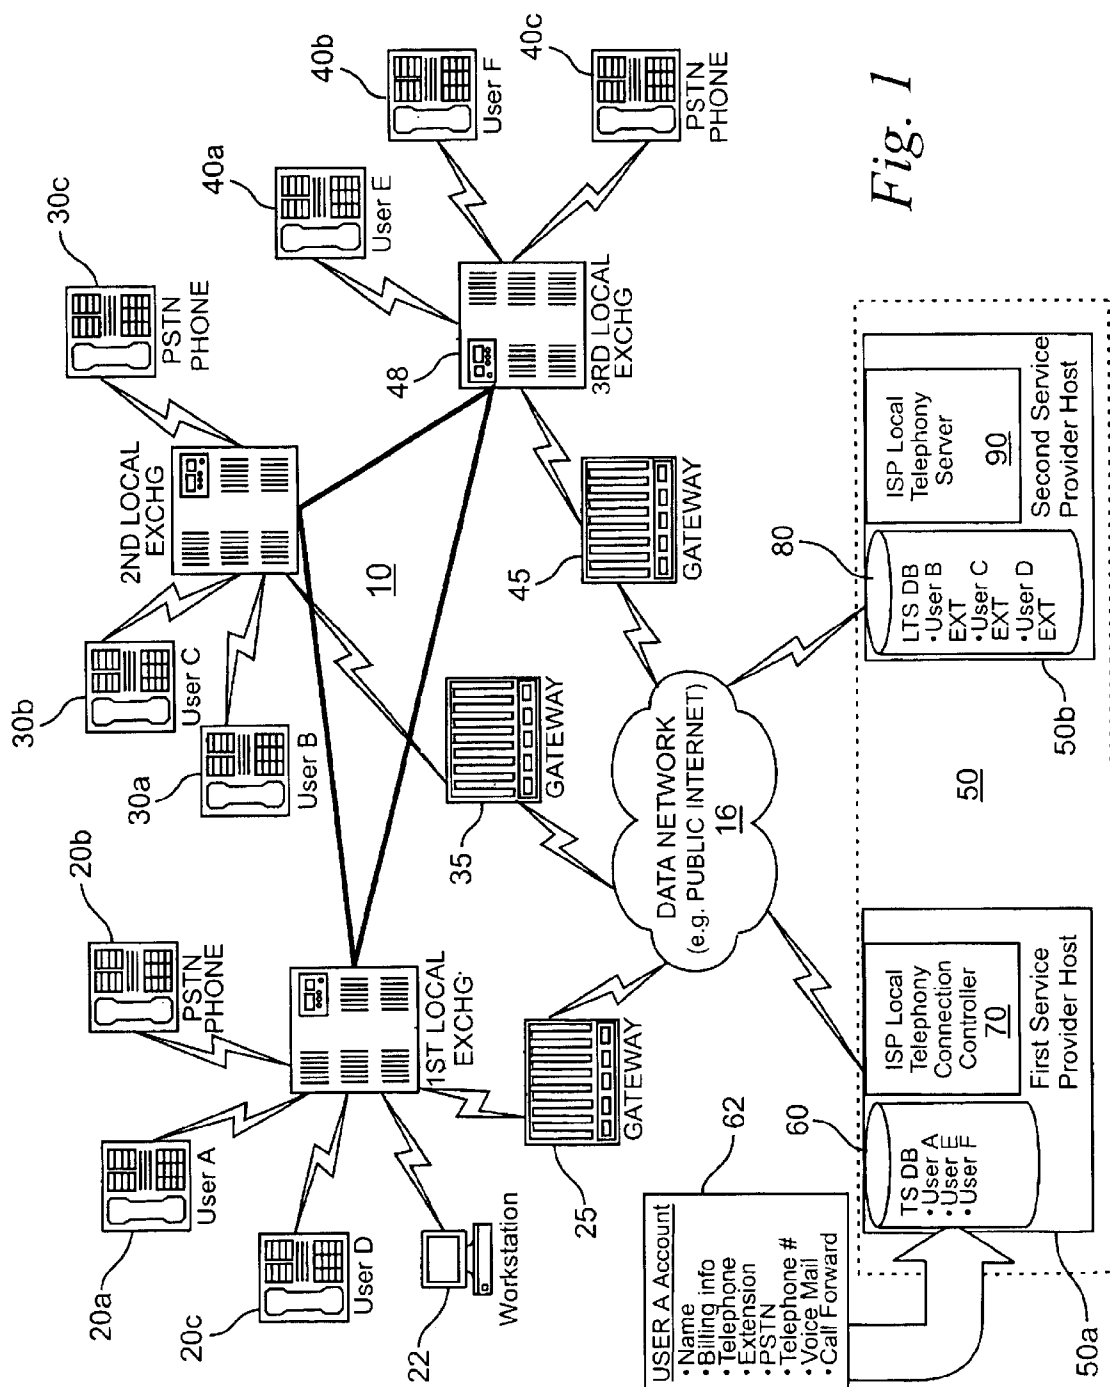 30c
PSTN
PHONE
40a
User E
40b
User F
40c
PSTN
PHONE
Fig. 1
2ND LOCAL
EXCHG
30b
User C
30a
User B
10
48
3RD LOCAL
EXCHG
20b
PSTN
PHONE
20a
User A
20c
User D
22
Workstation
1ST LOCAL
EXCHG
35
GATEWAY
45
GATEWAY
25
GATEWAY
DATA NETWORK
(e.g. PUBLIC INTERNET)
16
62
USER A Account
•Name
•Billing info
•Telephone
•Extension
•PSTN
•Telephone #
•Voice Mail
•Call Forward
60
TS DB
•User A
•User E
•User F
ISP Local
Telephony
Connection
Controller
70
First Service
Provider Host
50a
50
80
LTS DB
•User B
EXT
•User C
EXT
•User D
EXT
ISP Local
Telephony
Server
90
Second Service
Provider Host
50b